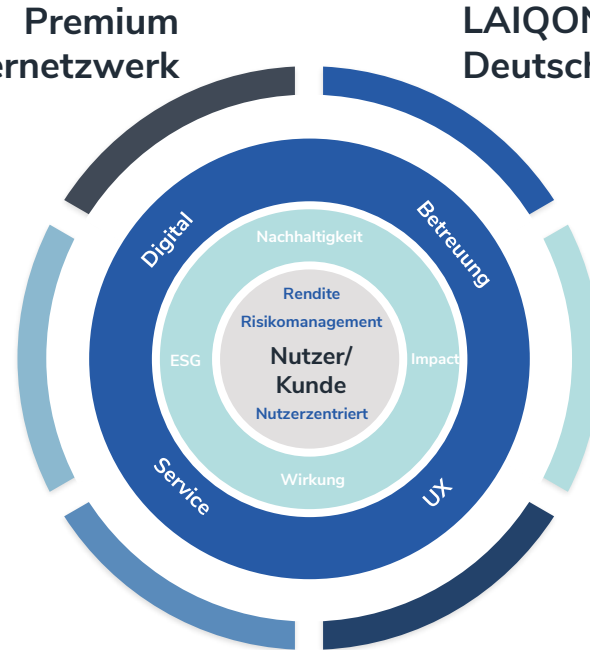 Premium
LAIQON
ernetzwerk
Deutsch
Digital
Betreuung
Nachhaltigkeit
Rendite
Risikomanagement
Nutzer/
Kunde
Nutzerzentriert
ESG
Impact
Wirkung
Service
UX